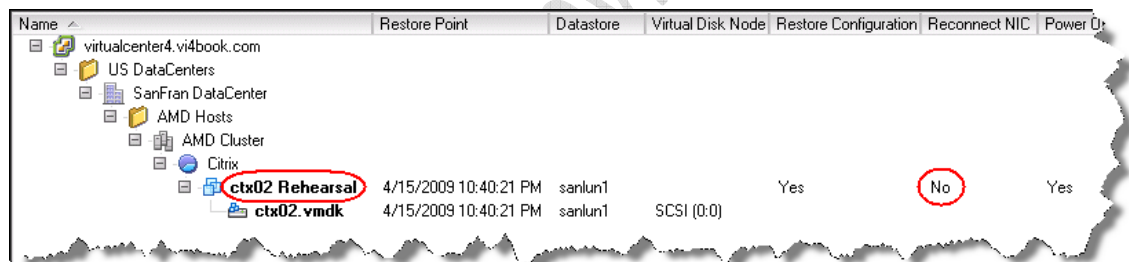 Name Restore Point Datastore Virtual Disk Node Restore Configuration Reconnect NIC Power
virtualcenter4.vi4book.com
US DataCenters
SanFran DataCenter
AMD Hosts
AMD Cluster
Citrix
ctx02 Rehearsal 4/15/2009 10:40:21 PM sanlun1 Yes No Yes
ctx02.vmdk 4/15/2009 10:40:21 PM sanlun1 SCSI (0:0)